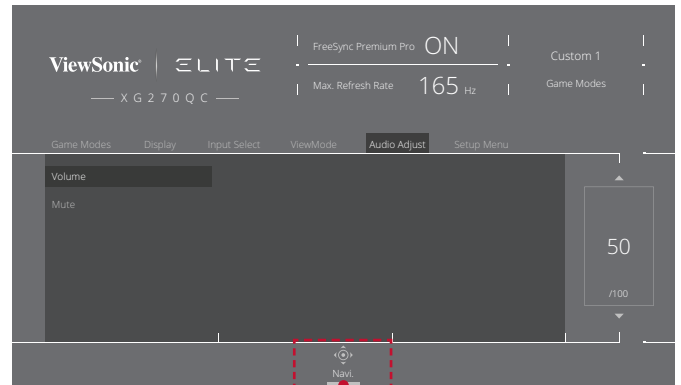 ViewSonic® | ELITE
XG270QC
FreeSync Premium Pro ON
Max. Refresh Rate 165 Hz
Custom 1
Game Modes
Game Modes Display Input Select ViewMode Audio Adjust Setup Menu
Volume
Mute
50
/100
Navi.